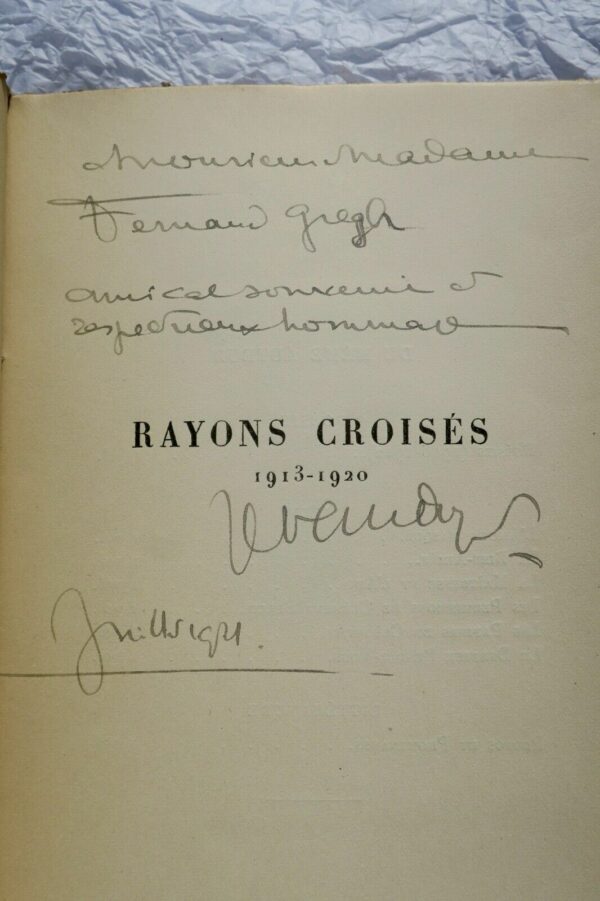 Monsieur Madame
Fernand Gregh
amical souvenir et
respectueux hommage
RAYONS CROISÉS
1913-1920
Juillet 1921.